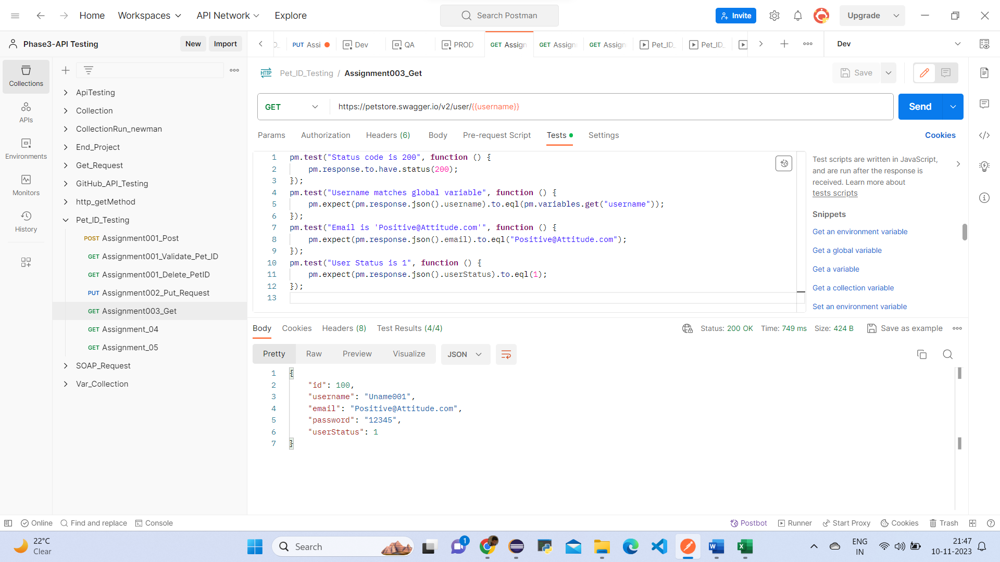 Home Workspaces API Network Explore Search Postman Invite Upgrade
Phase3-API Testing New Import PUT Assi Dev QA PROD GET Assign GET Assign GET Assign Pet_ID_ Pet_ID_ Dev
Collections
APIs
Environments
Monitors
History
ApiTesting
Collection
CollectionRun_newman
End_Project
Get_Request
GitHub_API_Testing
http_getMethod
Pet_ID_Testing
POST Assignment001_Post
GET Assignment001_Validate_Pet_ID
GET Assignment001_Delete_PetID
PUT Assignment002_Put_Request
GET Assignment003_Get
GET Assignment_04
GET Assignment_05
SOAP_Request
Var_Collection
HTTP Pet_ID_Testing / Assignment003_Get Save
GET https://petstore.swagger.io/v2/user/{{username}} Send
Params Authorization Headers (6) Body Pre-request Script Tests Settings Cookies
1 pm.test("Status code is 200", function () {
2 pm.response.to.have.status(200);
3 });
4 pm.test("Username matches global variable", function () {
5 pm.expect(pm.response.json().username).to.eql(pm.variables.get("username"));
6 });
7 pm.test("Email is 'Positive@Attitude.com'", function () {
8 pm.expect(pm.response.json().email).to.eql("Positive@Attitude.com");
9 });
10 pm.test("User Status is 1", function () {
11 pm.expect(pm.response.json().userStatus).to.eql(1);
12 });
13
Test scripts are written in JavaScript,
and are run after the response is
received. Learn more about
tests scripts
Snippets
Get an environment variable
Get a global variable
Get a variable
Get a collection variable
Set an environment variable
Body Cookies Headers (8) Test Results (4/4) Status: 200 OK Time: 749 ms Size: 424 B Save as example
Pretty Raw Preview Visualize JSON
1 {
2 "id": 100,
3 "username": "Uname001",
4 "email": "Positive@Attitude.com",
5 "password": "12345",
6 "userStatus": 1
7 }
Online Find and replace Console Postbot Runner Start Proxy Cookies Trash
22°C
Clear
Search
1
ENG
IN
21:47
10-11-2023